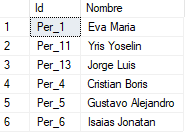 Id Nombre
1 Per_1 Eva Maria
2 Per_11 Yris Yoselin
3 Per_13 Jorge Luis
4 Per_4 Cristian Boris
5 Per_5 Gustavo Alejandro
6 Per_6 Isaias Jonatan